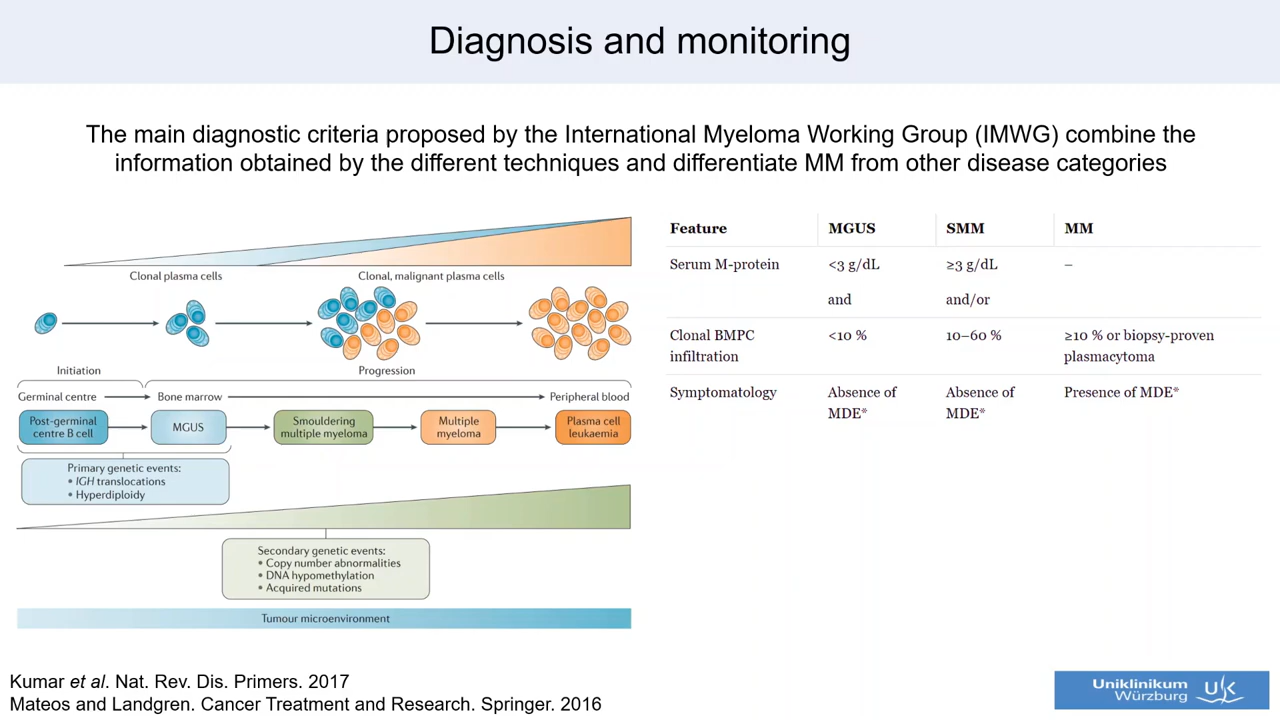 Diagnosis and monitoring
The main diagnostic criteria proposed by the International Myeloma Working Group (IMWG) combine the
information obtained by the different techniques and differentiate MM from other disease categories
Clonal plasma cells
Clonal, malignant plasma cells
Initiation
Progression
Germinal centre
Bone marrow
Peripheral blood
Post-germinal
centre B cell
MGUS
Smouldering
multiple myeloma
Multiple
myeloma
Plasma cell
leukaemia
Primary genetic events:
• IGH translocations
• Hyperdiploidy
Secondary genetic events:
• Copy number abnormalities
• DNA hypomethylation
• Acquired mutations
Tumour microenvironment
Feature MGUS SMM MM
Serum M-protein <3 g/dL ≥3 g/dL –
and and/or
Clonal BMPC <10 % 10–60 % ≥10 % or biopsy-proven
infiltration plasmacytoma
Symptomatology Absence of Absence of Presence of MDE*
MDE* MDE*
Kumar et al. Nat. Rev. Dis. Primers. 2017
Mateos and Landgren. Cancer Treatment and Research. Springer. 2016
Uniklinikum
Würzburg UK